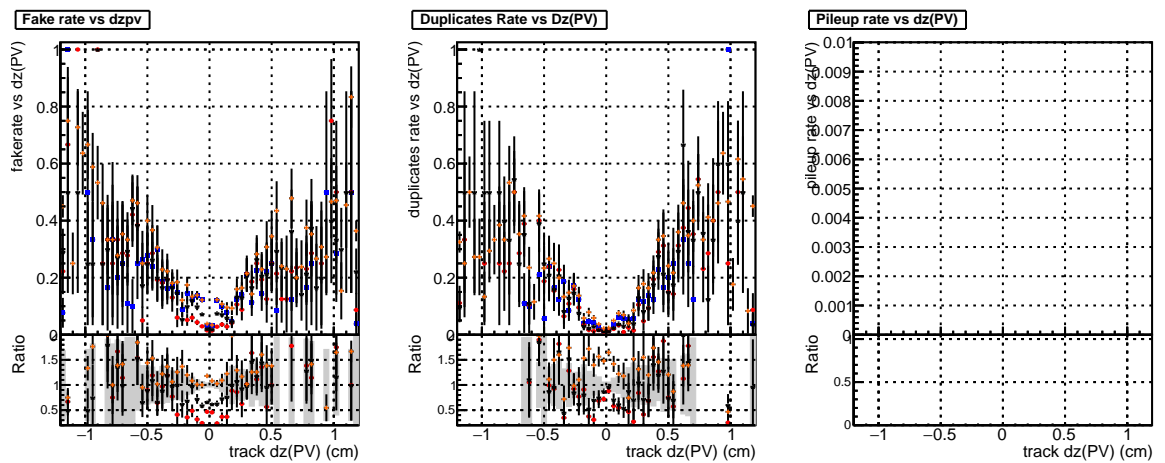 Fake rate vs dzpv
fakerate vs dz(PV)
1
0.8
0.6
0.4
0.2
0
Ratio
1.5
1
0.5
−1 −0.5 0 0.5 1
track dz(PV) (cm)
Duplicates Rate vs Dz(PV)
duplicates rate vs dz(PV)
1
0.8
0.6
0.4
0.2
0
Ratio
1.5
1
0.5
−1 −0.5 0 0.5 1
track dz(PV) (cm)
Pileup rate vs dz(PV)
pileup rate vs dz(PV)
0.01
0.009
0.008
0.007
0.006
0.005
0.004
0.003
0.002
0.001
0
Ratio
1
0.5
0
−1 −0.5 0 0.5 1
track dz(PV) (cm)